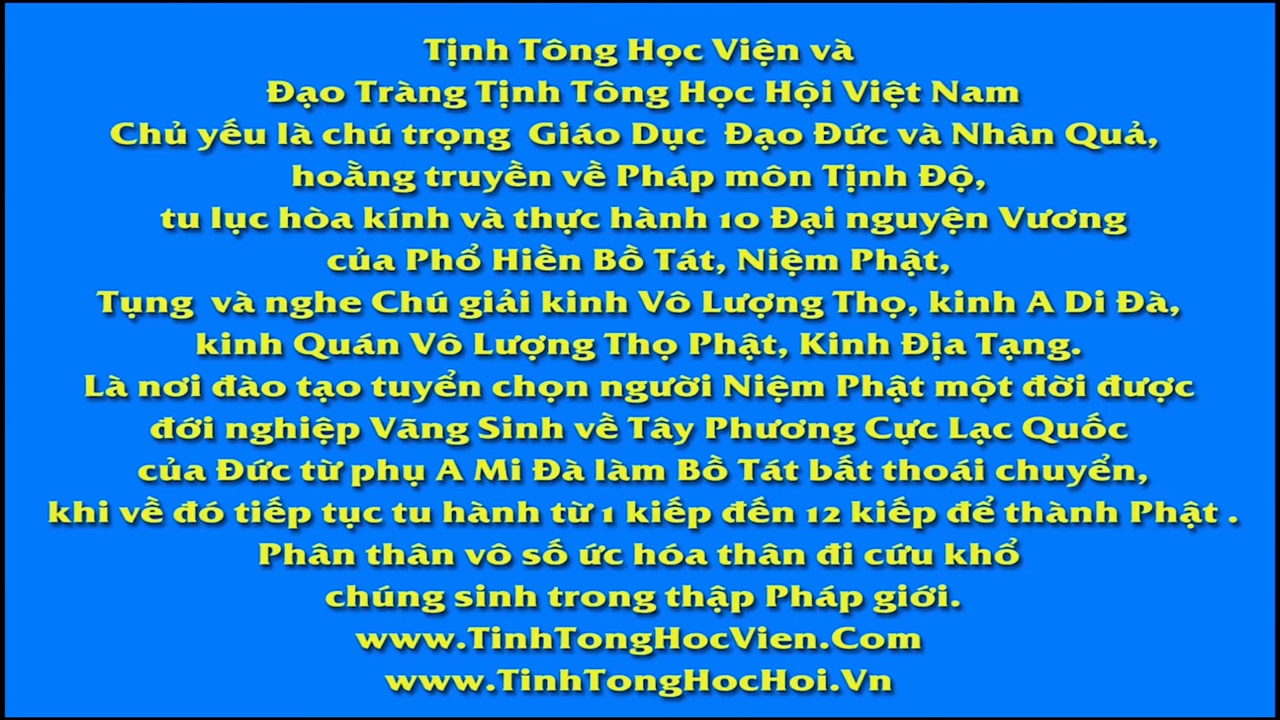 Tịnh Tông Học Viện và
Đạo Tràng Tịnh Tông Học Hội Việt Nam
Chủ yếu là chú trọng Giáo Dục Đạo Đức và Nhân Quả,
hoằng truyền về Pháp môn Tịnh Độ,
tu lục hòa kính và thực hành 10 Đại nguyện Vương
của Phổ Hiền Bồ Tát, Niệm Phật,
Tụng và nghe Chú giải kinh Vô Lượng Thọ, kinh A Di Đà,
kinh Quán Vô Lượng Thọ Phật, Kinh Địa Tạng.
Là nơi đào tạo tuyển chọn người Niệm Phật một đời được
đới nghiệp Vãng Sinh về Tây Phương Cực Lạc Quốc
của Đức từ phụ A Mi Đà làm Bồ Tát bất thoái chuyển,
khi về đó tiếp tục tu hành từ 1 kiếp đến 12 kiếp để thành Phật .
Phân thân vô số ức hóa thân đi cứu khổ
chúng sinh trong thập Pháp giới.
www.TinhTongHocVien.Com
www.TinhTongHocHoi.Vn